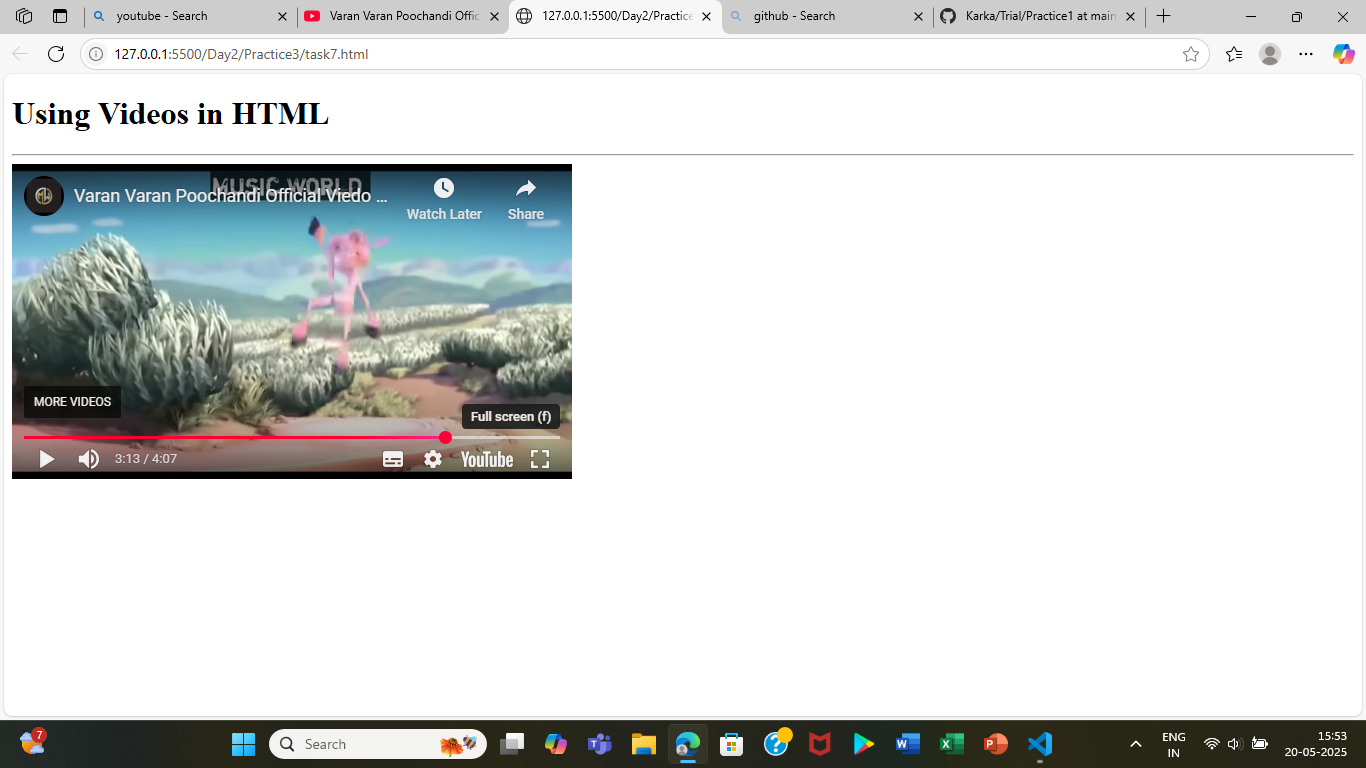 youtube - Search
Varan Varan Poochandi Offic
127.0.0.1:5500/Day2/Practice
github - Search
Karka/Trial/Practice1 at main
127.0.0.1:5500/Day2/Practice3/task7.html
Using Videos in HTML
MUSIC WORLD
Varan Varan Poochandi Official Viedo ...
Watch Later
Share
MORE VIDEOS
Full screen (f)
3:13 / 4:07
YouTube
7
Search
ENG
IN
15:53
20-05-2025